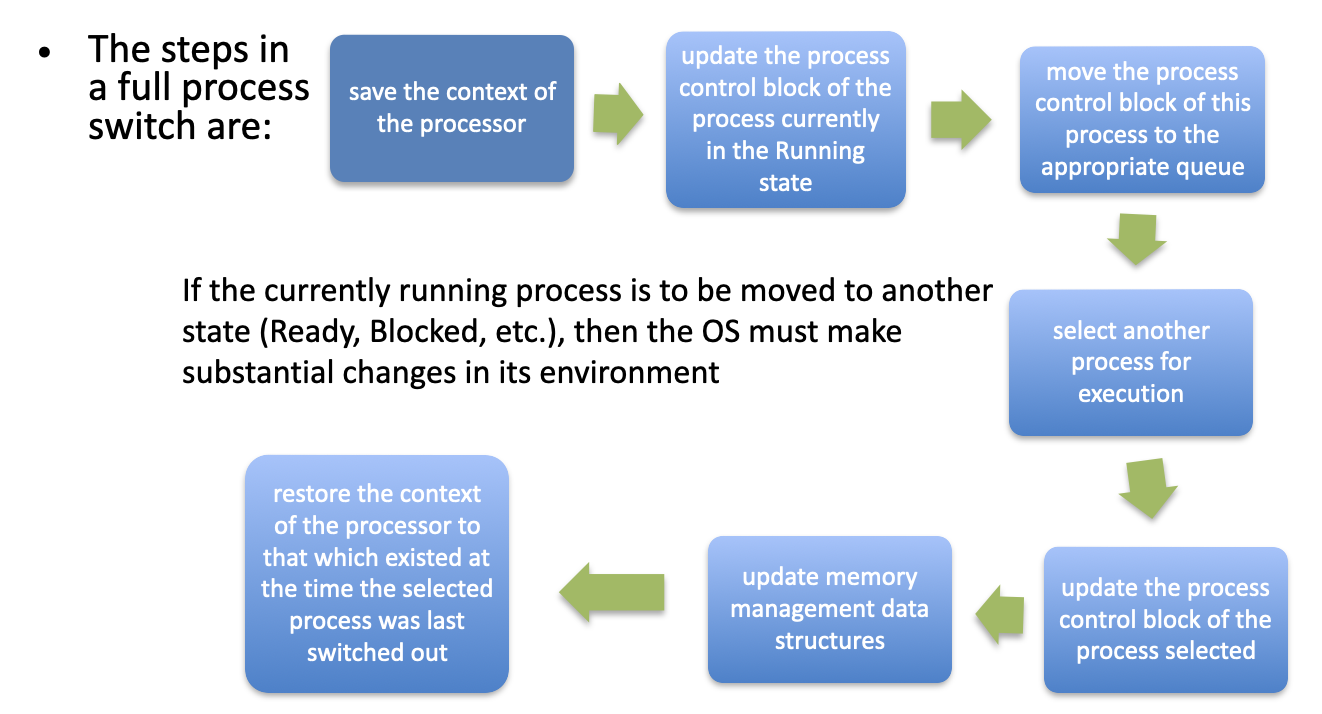 • The steps in
a full process
switch are:
save the context of
the processor
update the process
control block of the
process currently
in the Running
state
move the process
control block of this
process to the
appropriate queue
If the currently running process is to be moved to another
state (Ready, Blocked, etc.), then the OS must make
substantial changes in its environment
select another
process for
execution
update the process
control block of the
process selected
update memory
management data
structures
restore the context
of the processor to
that which existed at
the time the selected
process was last
switched out